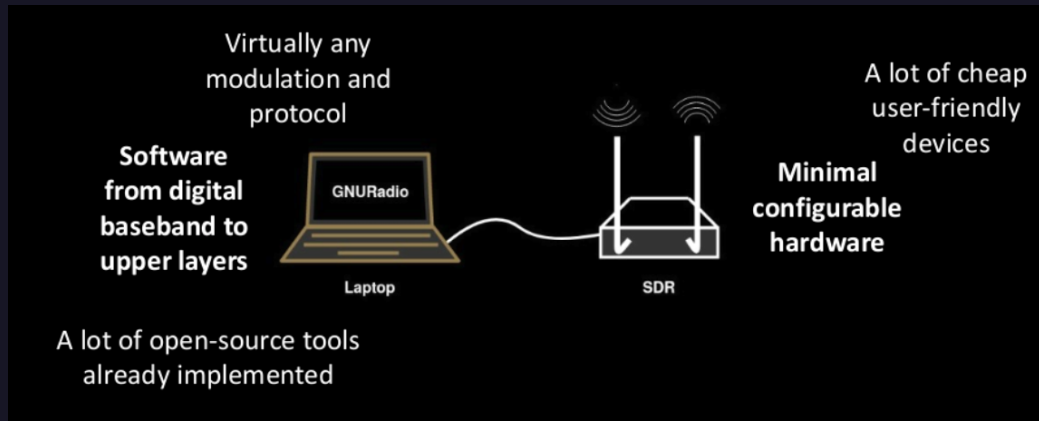 Virtually any
modulation and
protocol
Software
from digital
baseband to
upper layers
GNURadio
Laptop
A lot of open-source tools
already implemented
A lot of cheap
user-friendly
devices
Minimal
configurable
hardware
SDR